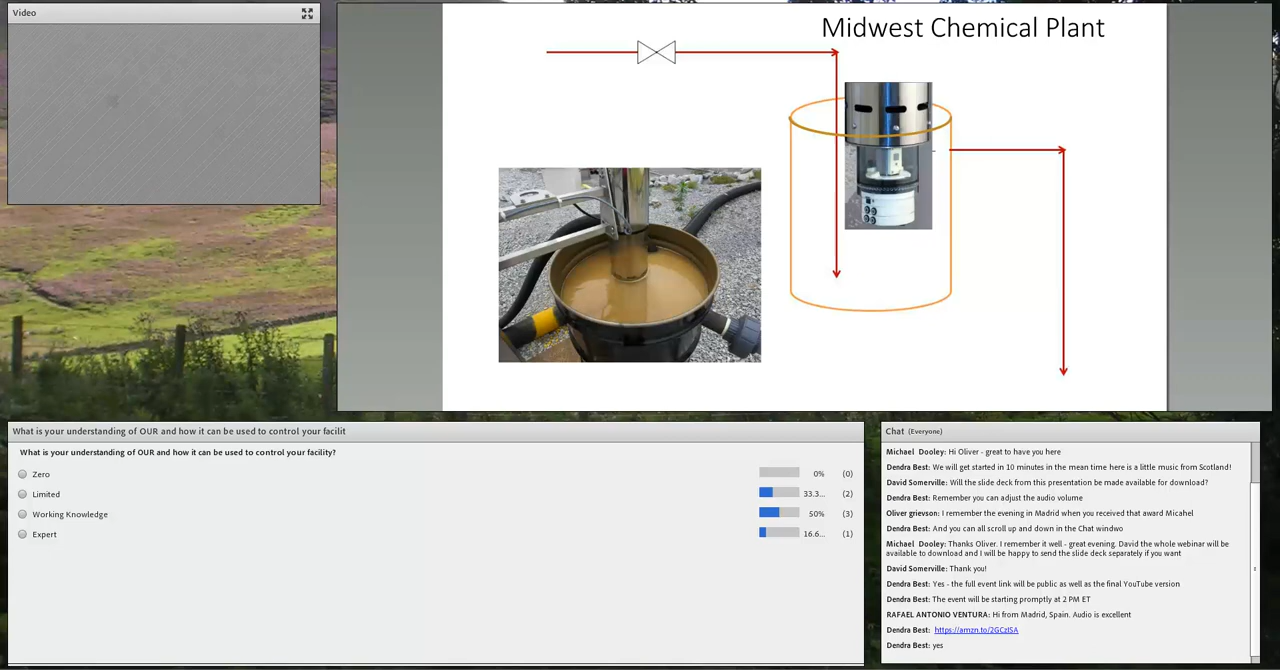 Video
Midwest Chemical Plant
What is your understanding of OUR and how it can be used to control your facilit
What is your understanding of OUR and how it can be used to control your facility?
Zero 0% (0)
Limited 33.3... (2)
Working Knowledge 50% (3)
Expert 16.6... (1)
Chat (Everyone)
Michael Dooley: Hi Oliver - great to have you here
Dendra Best: We will get started in 10 minutes in the mean time here is a little music from Scotland!
David Somerville: Will the slide deck from this presentation be made available for download?
Dendra Best: Remember you can adjust the audio volume
Oliver grievson: I remember the evening in Madrid when you received that award Micahel
Dendra Best: And you can all scroll up and down in the Chat windwo
Michael Dooley: Thanks Oliver. I remember it well - great evening. David the whole webinar will be
available to download and I will be happy to send the slide deck separately if you want
David Somerville: Thank you!
Dendra Best: Yes - the full event link will be public as well as the final YouTube version
Dendra Best: The event will be starting promptly at 2 PM ET
RAFAEL ANTONIO VENTURA: Hi from Madrid, Spain. Audio is excellent
Dendra Best: https://amzn.to/2GCzISA
Dendra Best: yes